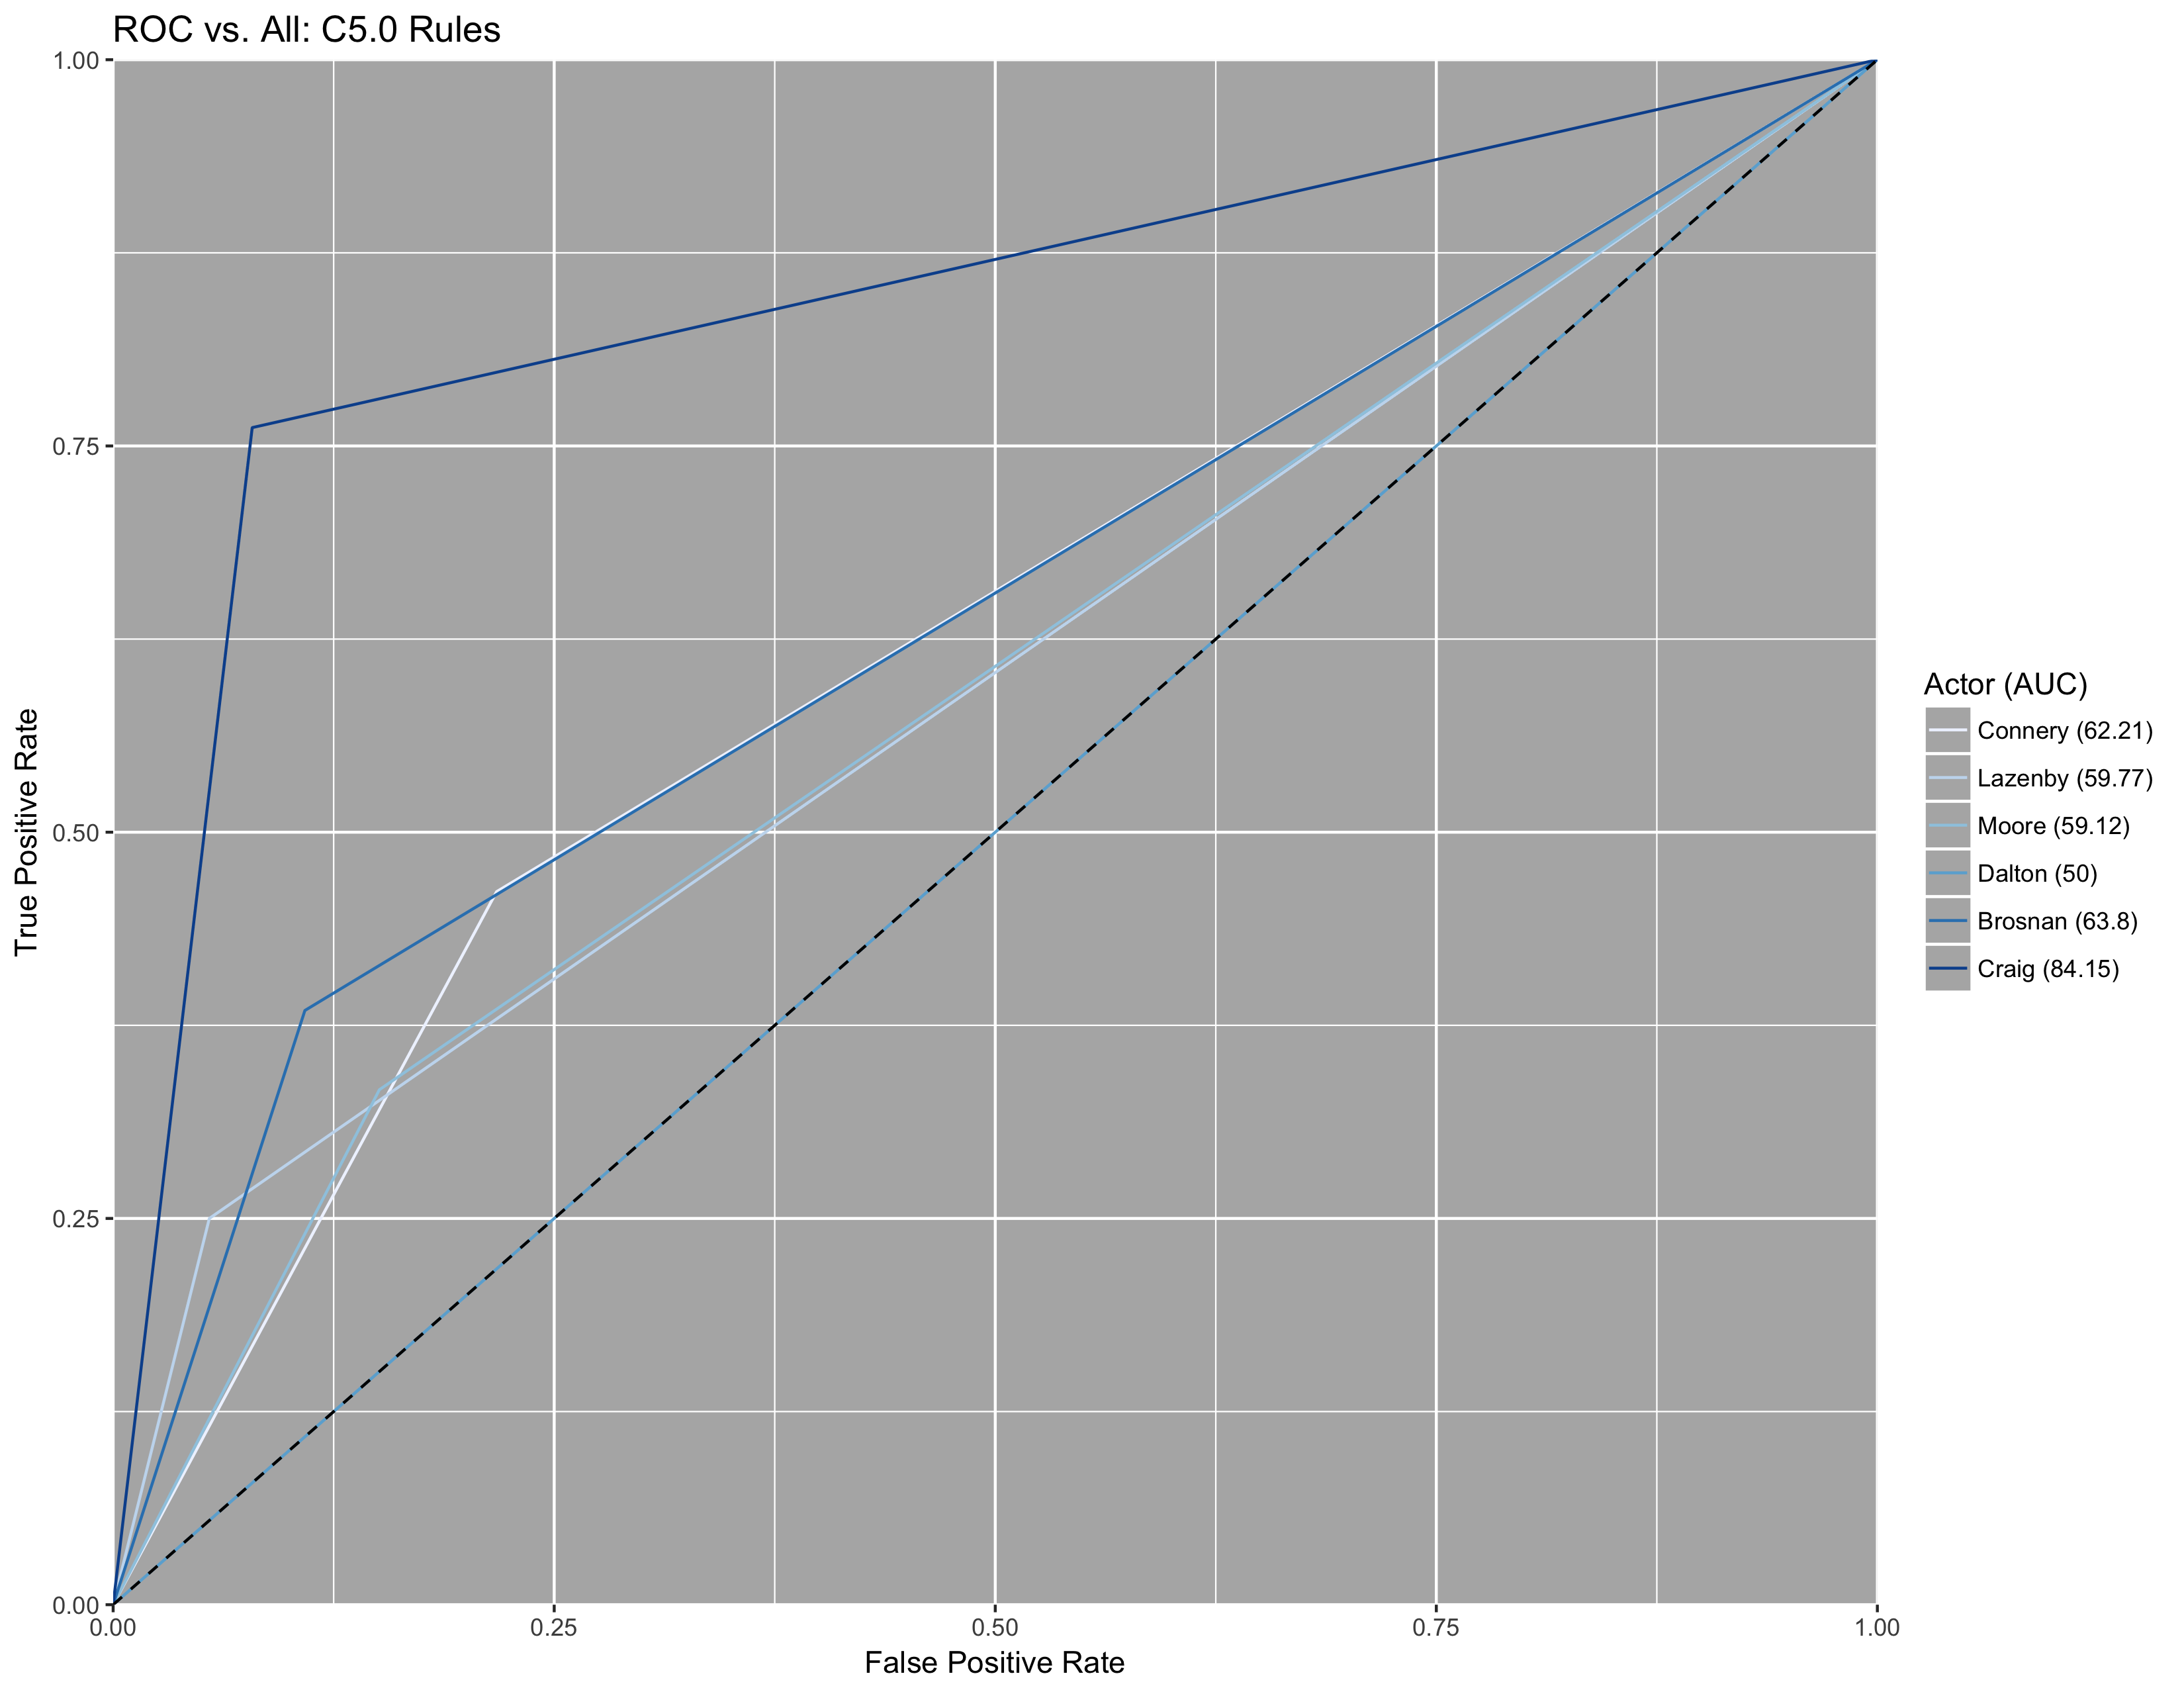 ROC vs. All: C5.0 Rules
1.00
0.75
0.50
0.25
0.00
True Positive Rate
0.00 0.25 0.50 0.75 1.00
False Positive Rate
Actor (AUC)
Connery (62.21)
Lazenby (59.77)
Moore (59.12)
Dalton (50)
Brosnan (63.8)
Craig (84.15)